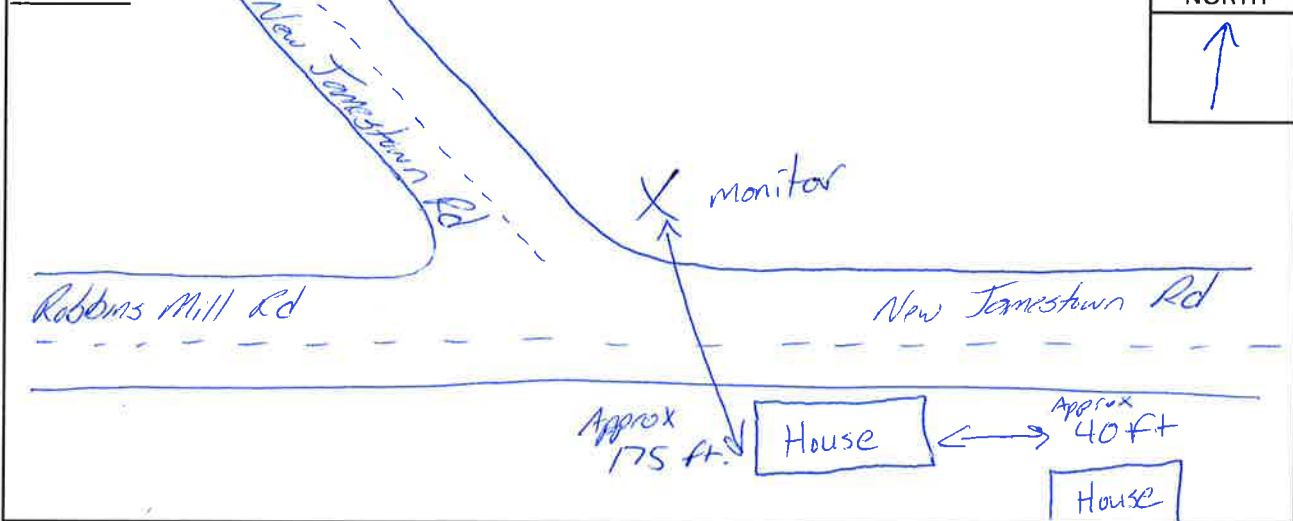 NORTH
New Jamestown Rd
X monitor
Robbins Mill Rd
New Jamestown Rd
Approx
175 ft.
House
Approx
40 ft
House